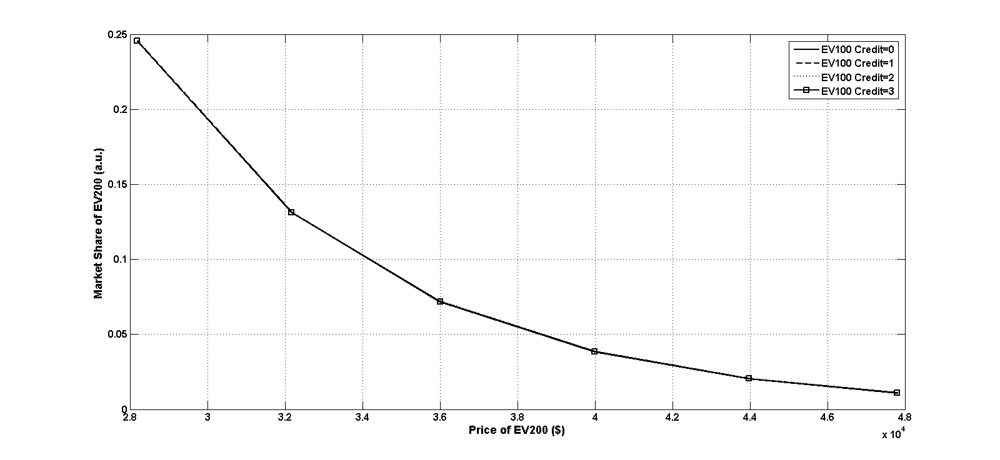 0.25
0.2
0.15
0.1
0.05
0
Market Share of EV200 (a.u.)
EV100 Credit=0
EV100 Credit=1
EV100 Credit=2
EV100 Credit=3
2.8 3 3.2 3.4 3.6 3.8 4 4.2 4.4 4.6 4.8
Price of EV200 ($)
x 10^4